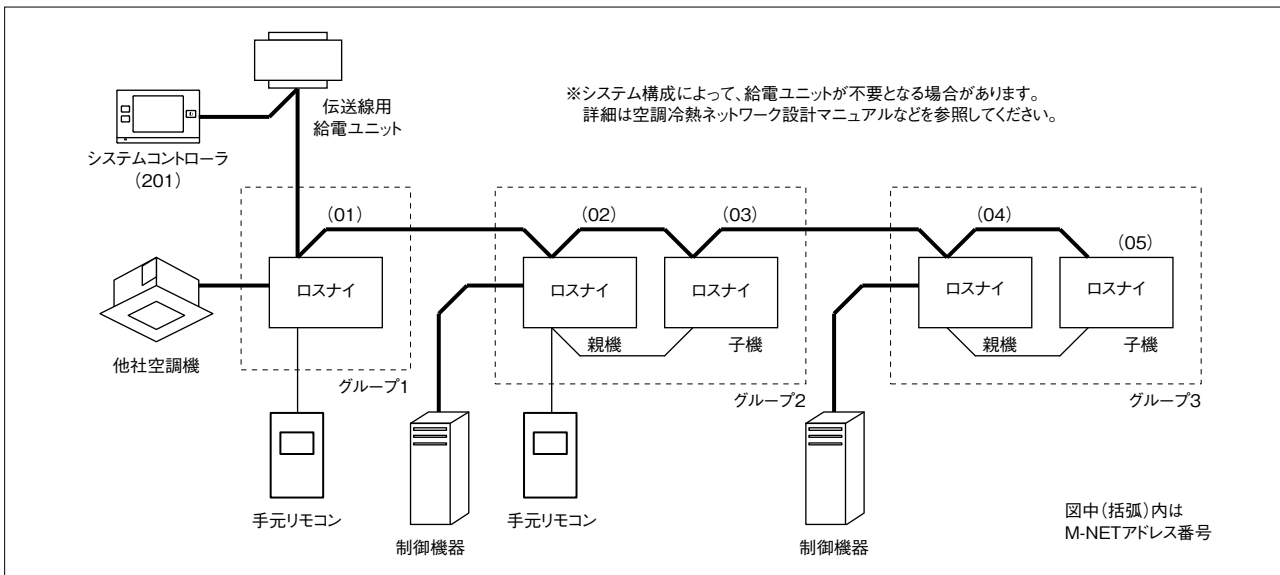 伝送線用
給電ユニット
※システム構成によって、給電ユニットが不要となる場合があります。
詳細は空調冷熱ネットワーク設計マニュアルなどを参照してください。
システムコントローラ
(201)
(01)
(02)
(03)
(04)
(05)
ロスナイ
ロスナイ
ロスナイ
ロスナイ
ロスナイ
親機
子機
親機
子機
他社空調機
グループ1
グループ2
グループ3
手元リモコン
制御機器
手元リモコン
制御機器
図中(括弧)内は
M-NETアドレス番号